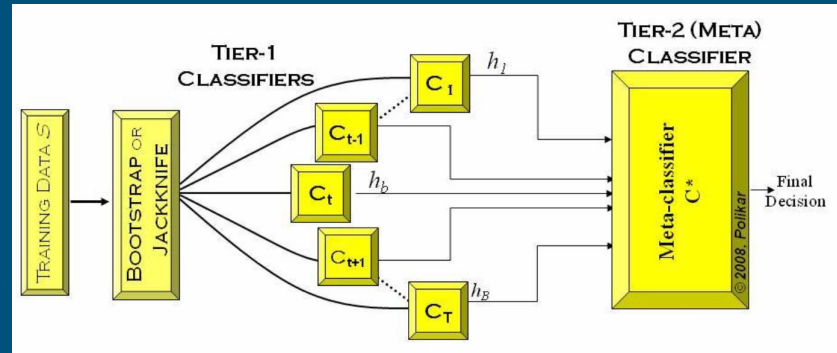 TRAINING DATA S
BOOTSTRAP OR
JACKKNIFE
TIER-1
CLASSIFIERS
C1
Ct-1
Ct
Ct+1
CT
h1
hb
hB
TIER-2 (META)
CLASSIFIER
Meta-classifier
C*
© 2008, Polikar
Final
Decision